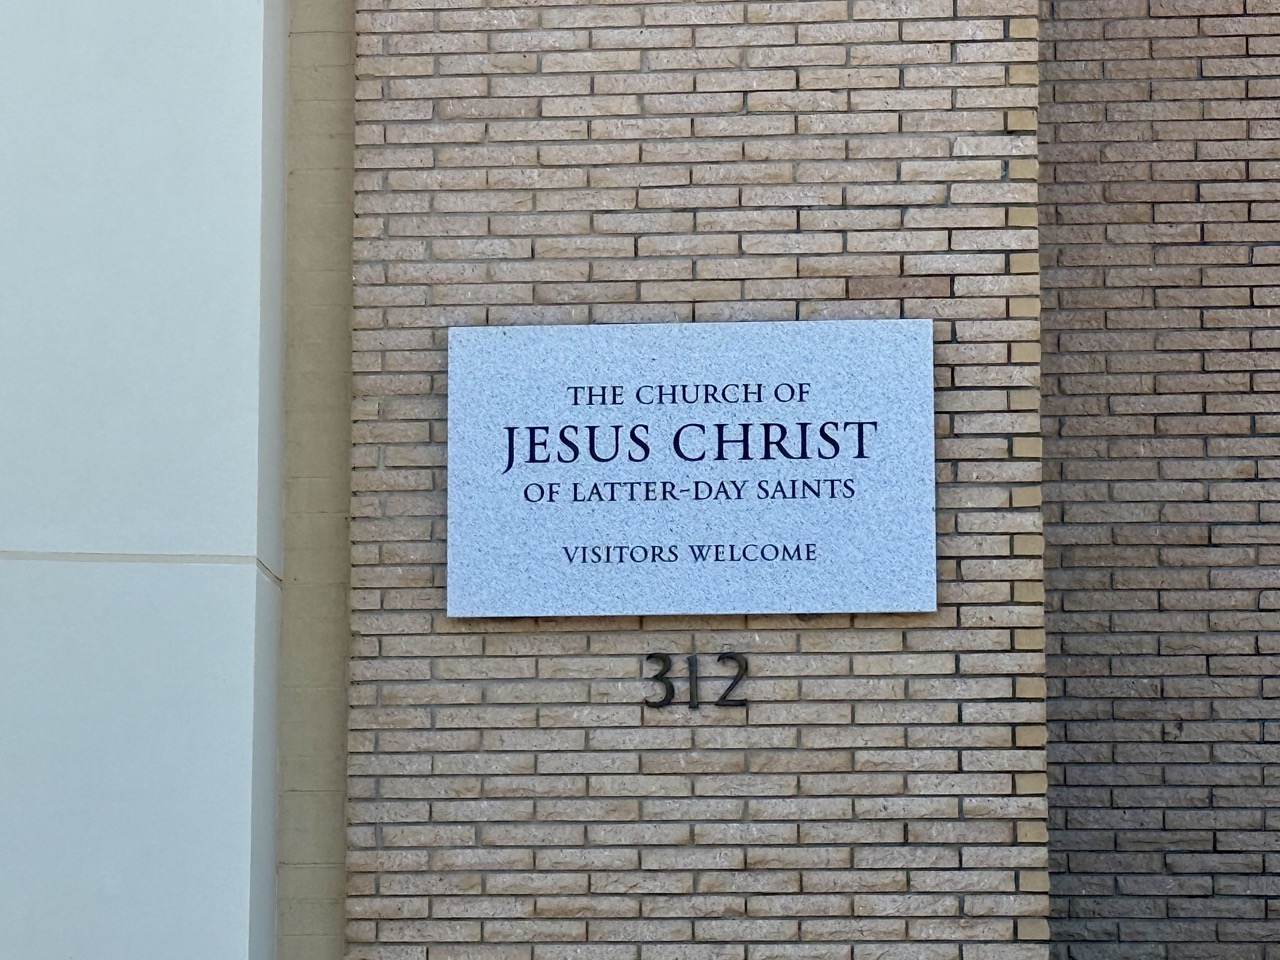 THE CHURCH OF
JESUS CHRIST
OF LATTER-DAY SAINTS
VISITORS WELCOME
312